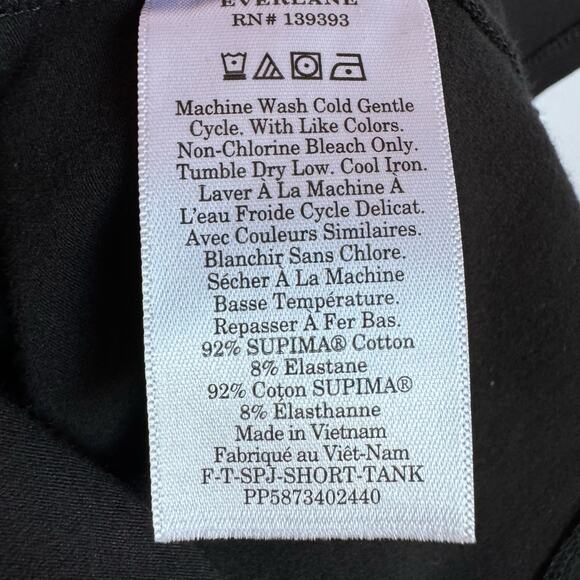 EVERLANE
RN# 139393
Machine Wash Cold Gentle
Cycle. With Like Colors.
Non-Chlorine Bleach Only.
Tumble Dry Low. Cool Iron.
Laver À La Machine À
L'eau Froide Cycle Delicat.
Avec Couleurs Similaires.
Blanchir Sans Chlore.
Sécher À La Machine
Basse Température.
Repasser À Fer Bas.
92% SUPIMA® Cotton
8% Elastane
92% Coton SUPIMA®
8% Elasthanne
Made in Vietnam
Fabriqué au Viêt-Nam
F-T-SPJ-SHORT-TANK
PP5873402440